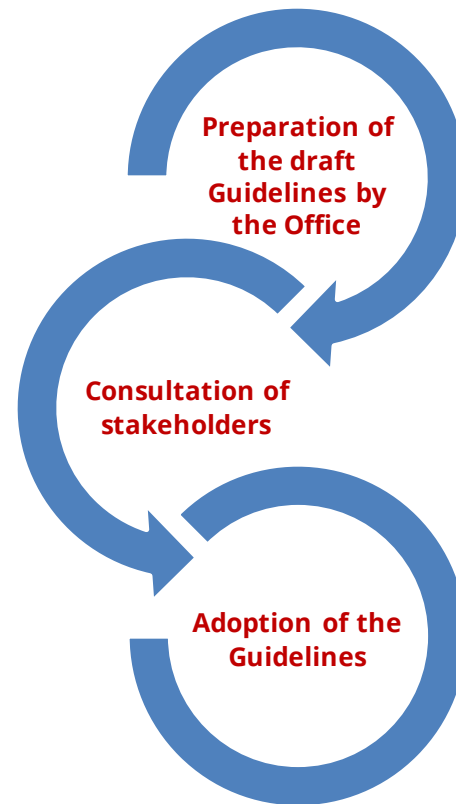 Preparation of
the draft
Guidelines by
the Office
Consultation of
stakeholders
Adoption of the
Guidelines